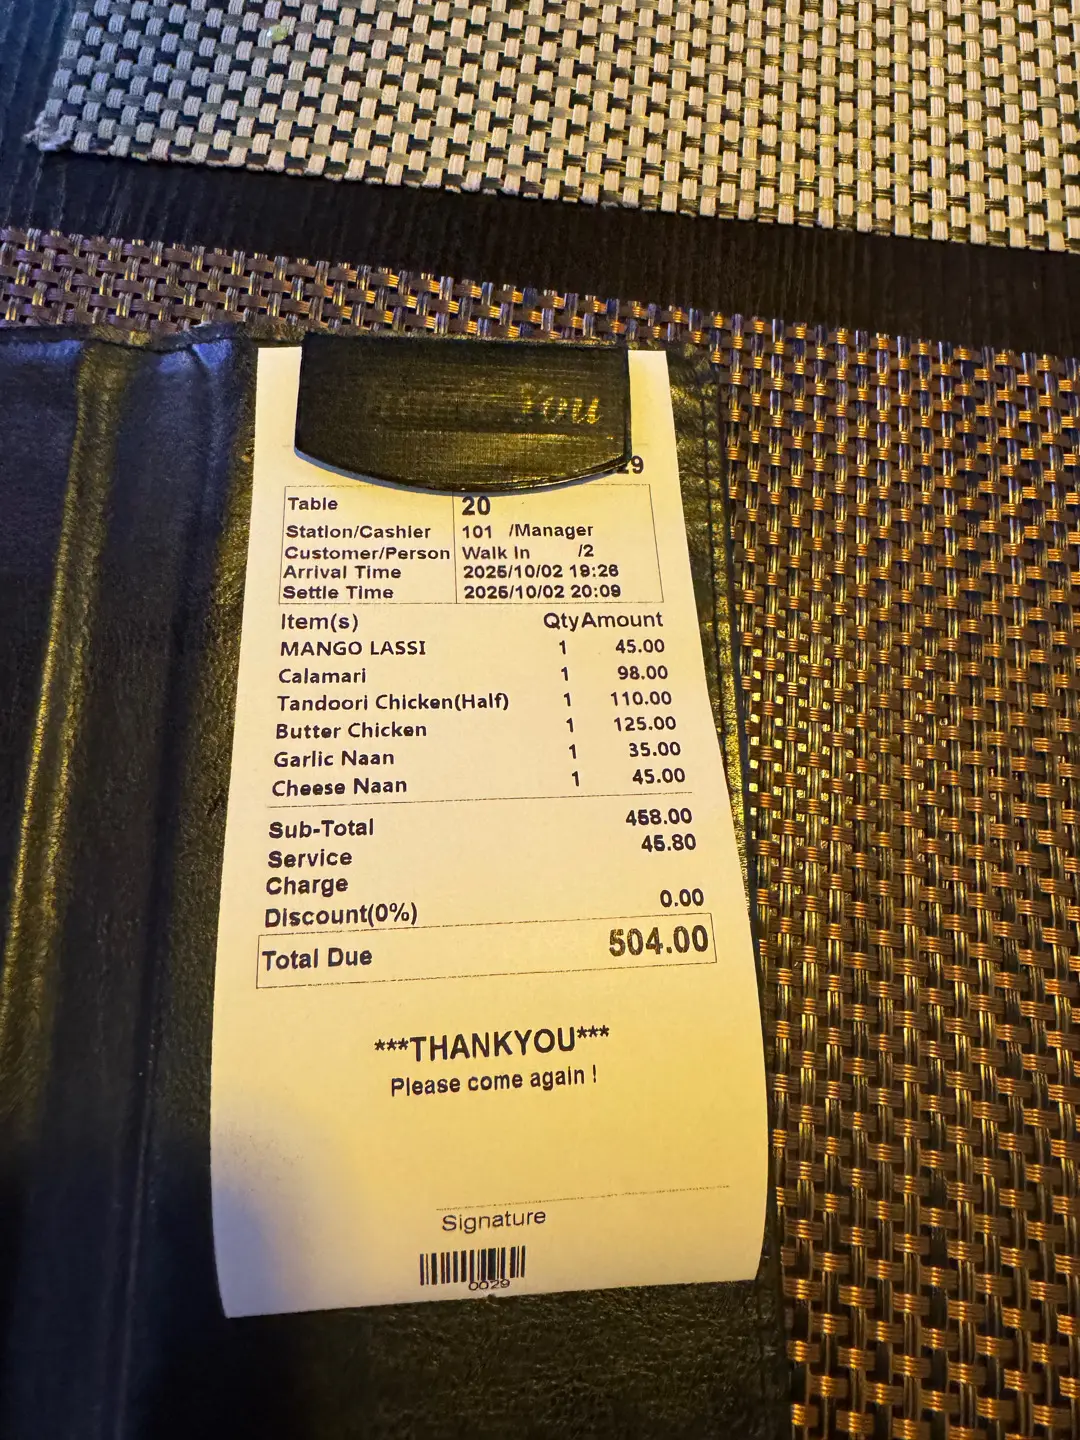 You
29
Table 20
Station/Cashier 101 /Manager
Customer/Person Walk In /2
Arrival Time 2025/10/02 19:26
Settle Time 2025/10/02 20:09
Item(s) Qty Amount
MANGO LASSI 1 45.00
Calamari 1 98.00
Tandoori Chicken(Half) 1 110.00
Butter Chicken 1 125.00
Garlic Naan 1 35.00
Cheese Naan 1 45.00
Sub-Total 458.00
Service 45.80
Charge
Discount(0%) 0.00
Total Due 504.00
***THANKYOU***
Please come again !
Signature
0029